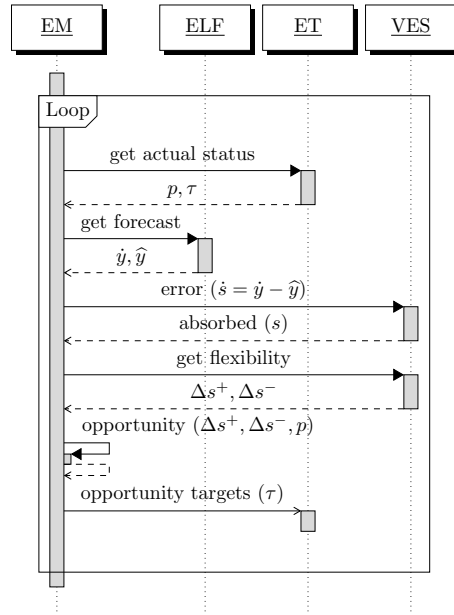 EM ELF ET VES
Loop
get actual status
p, τ
get forecast
ẏ, ŷ
error (ṡ = ẏ − ŷ)
absorbed (s)
get flexibility
Δs⁺, Δs⁻
opportunity (Δs⁺, Δs⁻, p)
opportunity targets (τ)